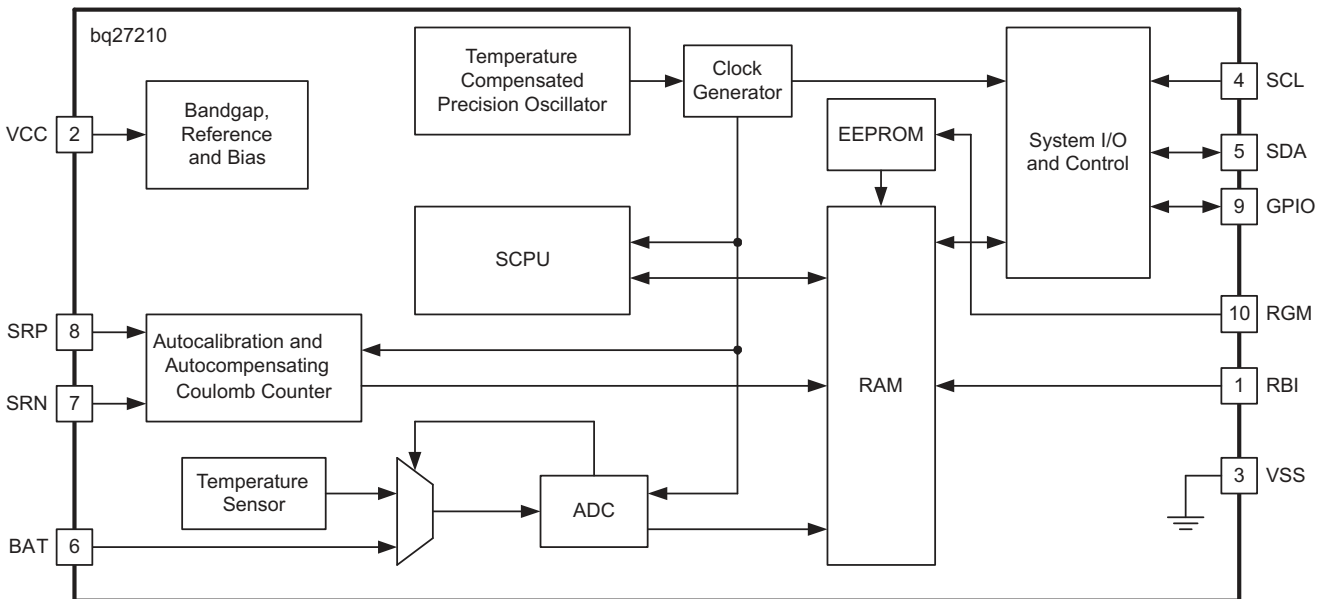 bq27210
Temperature
Compensated
Precision Oscillator
Clock
Generator
Bandgap,
Reference
and Bias
VCC
2
EEPROM
System I/O
and Control
4
SCL
5
SDA
9
GPIO
SCPU
SRP
8
SRN
7
Autocalibration and
Autocompensating
Coulomb Counter
RAM
10
RGM
1
RBI
Temperature
Sensor
ADC
3
VSS
BAT
6